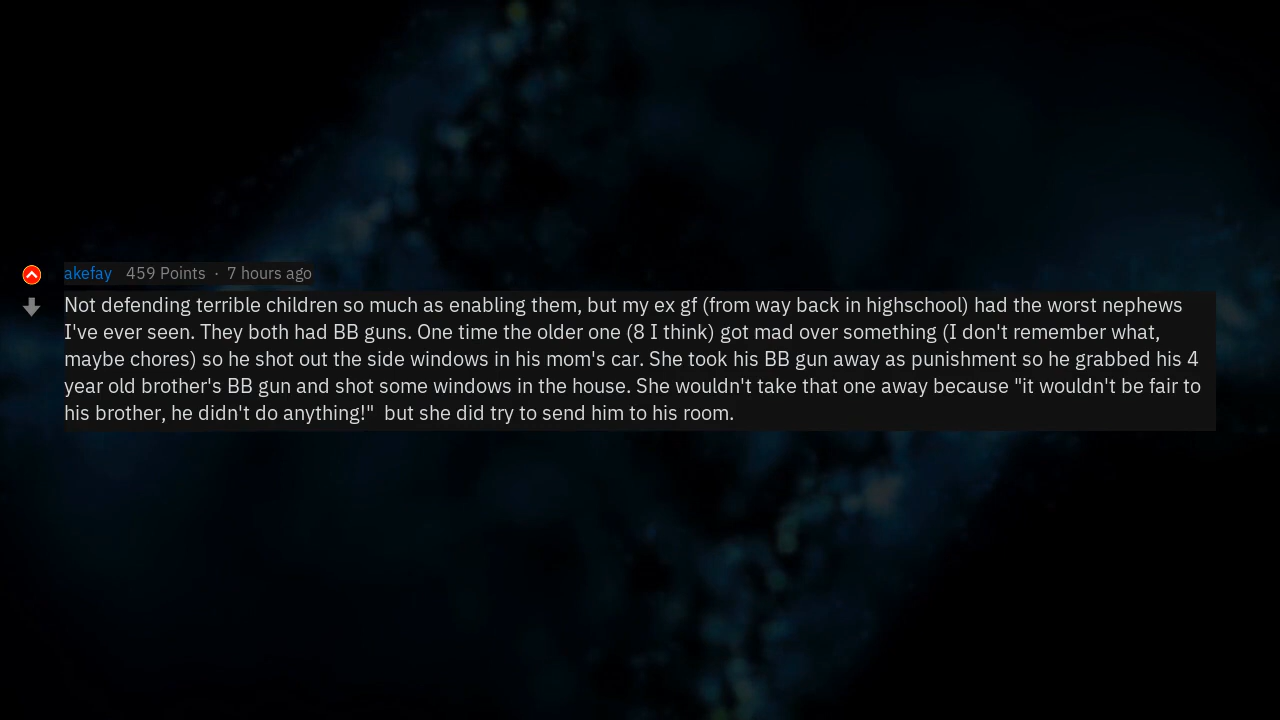 akefay 459 Points · 7 hours ago
Not defending terrible children so much as enabling them, but my ex gf (from way back in highschool) had the worst nephews
I've ever seen. They both had BB guns. One time the older one (8 I think) got mad over something (I don't remember what,
maybe chores) so he shot out the side windows in his mom's car. She took his BB gun away as punishment so he grabbed his 4
year old brother's BB gun and shot some windows in the house. She wouldn't take that one away because "it wouldn't be fair to
his brother, he didn't do anything!"  but she did try to send him to his room.